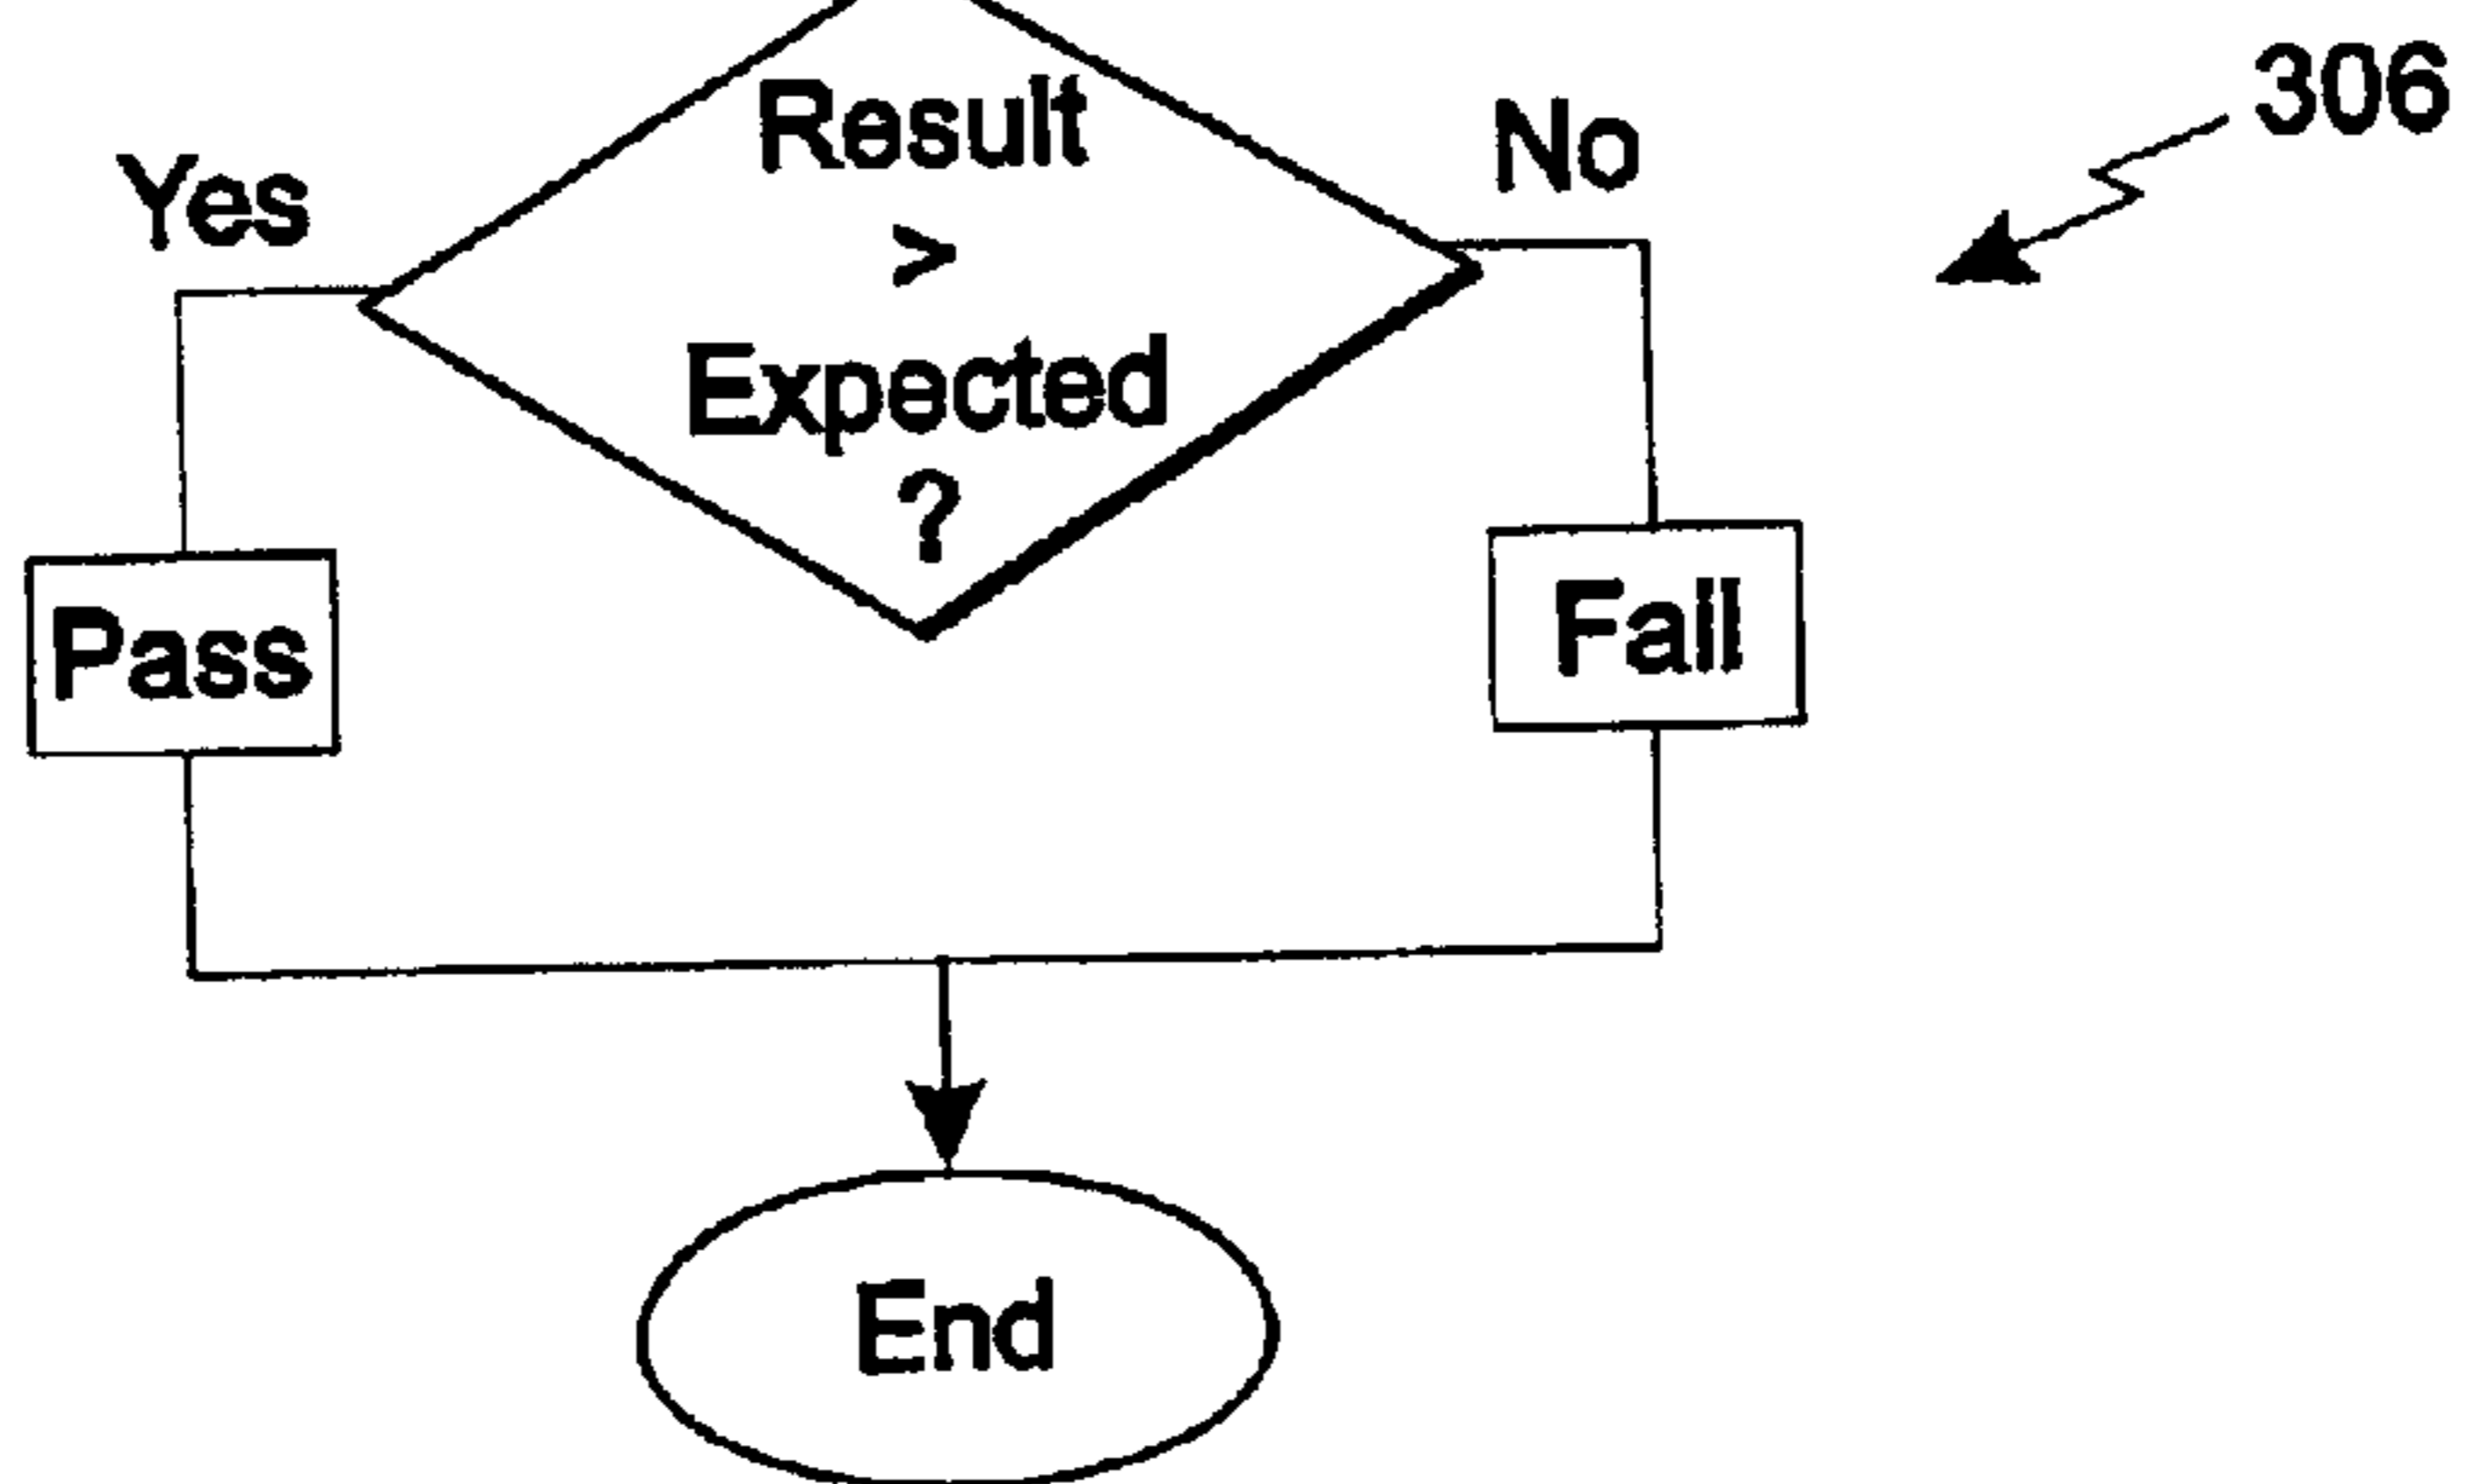 306
Result
>
Expected
?
Yes
No
Pass
Fail
End